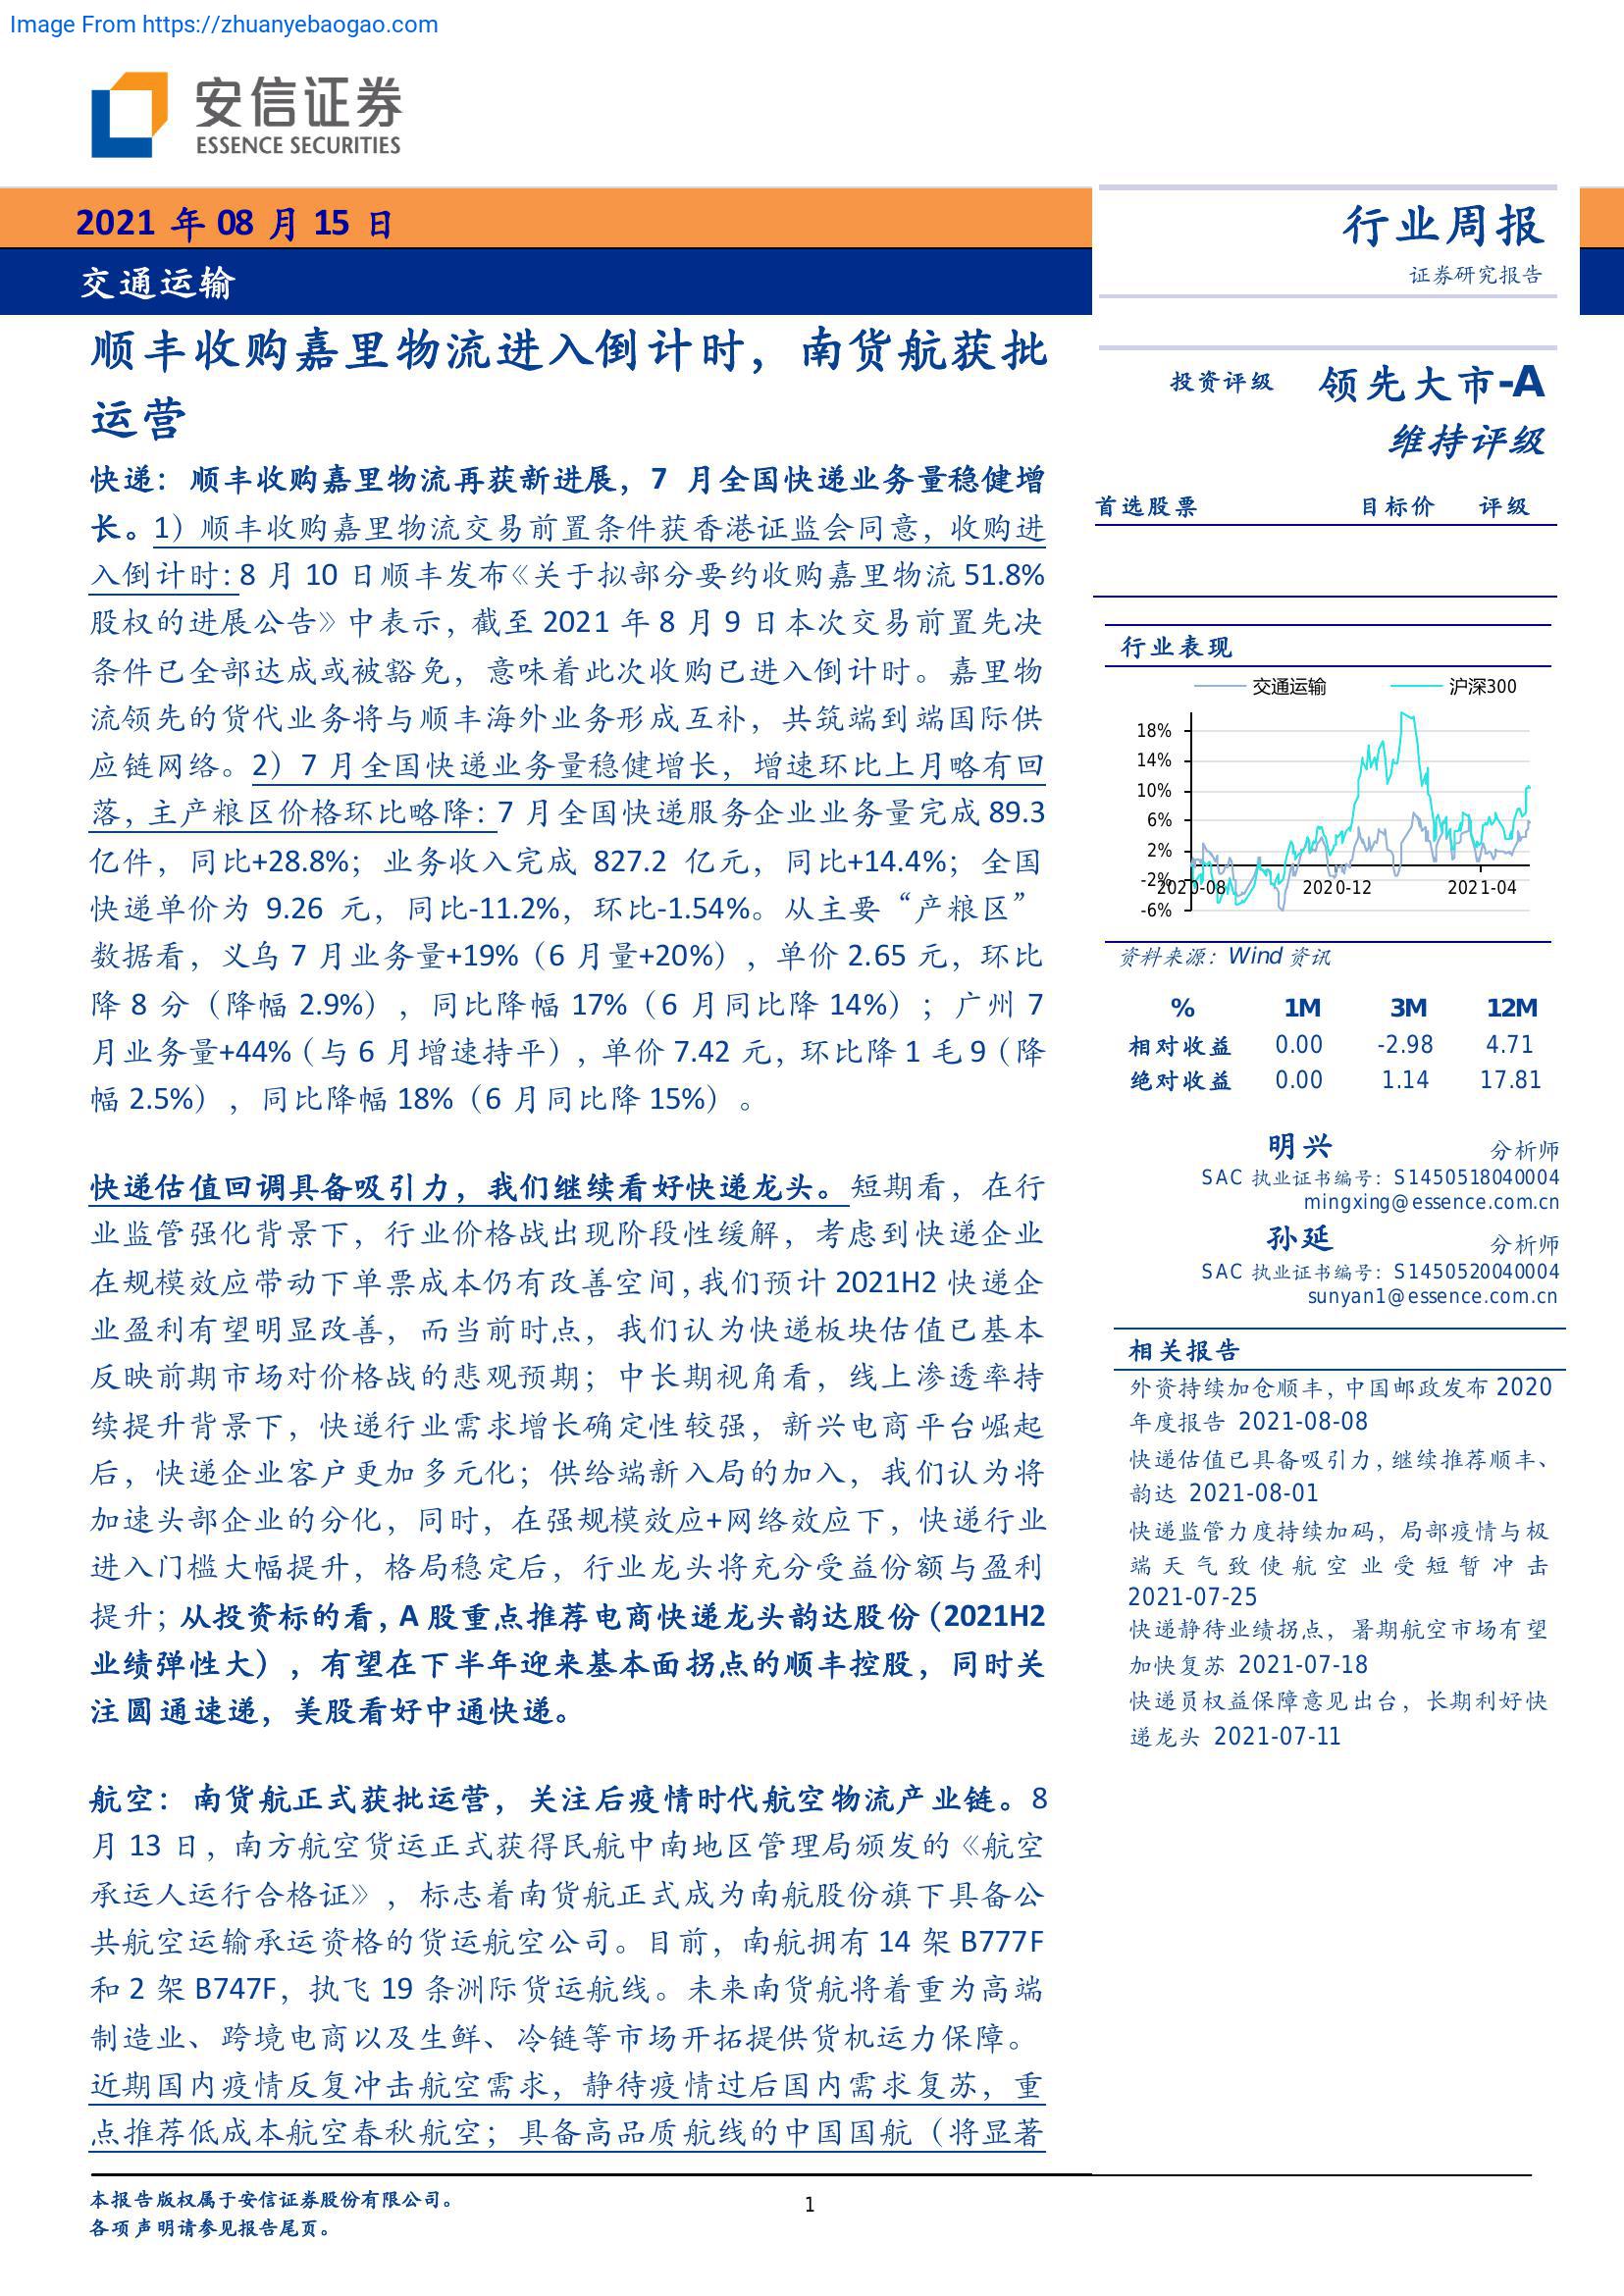 Image From https://zhuanyebaogao.com
安信证券
ESSENCE SECURITIES
2021 年 08 月 15 日
交通运输
行业周报
证券研究报告
顺丰收购嘉里物流进入倒计时，南货航获批
运营
快递：顺丰收购嘉里物流再获新进展，7 月全国快递业务量稳健增
长。1）顺丰收购嘉里物流交易前置条件获香港证监会同意，收购进
入倒计时：8 月 10 日顺丰发布《关于拟部分要约收购嘉里物流 51.8%
股权的进展公告》中表示，截至 2021 年 8 月 9 日本次交易前置先决
条件已全部达成或被豁免，意味着此次收购已进入倒计时。嘉里物
流领先的货代业务将与顺丰海外业务形成互补，共筑端到端国际供
应链网络。2）7 月全国快递业务量稳健增长，增速环比上月略有回
落，主产粮区价格环比略降：7 月全国快递服务企业业务量完成 89.3
亿件，同比+28.8%；业务收入完成 827.2 亿元，同比+14.4%；全国
快递单价为 9.26 元，同比-11.2%，环比-1.54%。从主要“产粮区”
数据看，义乌 7 月业务量+19%（6 月量+20%），单价 2.65 元，环比
降 8 分（降幅 2.9%），同比降幅 17%（6 月同比降 14%）；广州 7
月业务量+44%（与 6 月增速持平），单价 7.42 元，环比降 1 毛 9（降
幅 2.5%），同比降幅 18%（6 月同比降 15%）。
快递估值回调具备吸引力，我们继续看好快递龙头。短期看，在行
业监管强化背景下，行业价格战出现阶段性缓解，考虑到快递企业
在规模效应带动下单票成本仍有改善空间，我们预计 2021H2 快递企
业盈利有望明显改善，而当前时点，我们认为快递板块估值已基本
反映前期市场对价格战的悲观预期；中长期视角看，线上渗透率持
续提升背景下，快递行业需求增长确定性较强，新兴电商平台崛起
后，快递企业客户更加多元化；供给端新入局的加入，我们认为将
加速头部企业的分化，同时，在强规模效应+网络效应下，快递行业
进入门槛大幅提升，格局稳定后，行业龙头将充分受益份额与盈利
提升；从投资标的看，A 股重点推荐电商快递龙头韵达股份（2021H2
业绩弹性大），有望在下半年迎来基本面拐点的顺丰控股，同时关
注圆通速递，美股看好中通快递。
航空：南货航正式获批运营，关注后疫情时代航空物流产业链。8
月 13 日，南方航空货运正式获得民航中南地区管理局颁发的《航空
承运人运行合格证》，标志着南货航正式成为南航股份旗下具备公
共航空运输承运资格的货运航空公司。目前，南航拥有 14 架 B777F
和 2 架 B747F，执飞 19 条洲际货运航线。未来南货航将着重为高端
制造业、跨境电商以及生鲜、冷链等市场开拓提供货机运力保障。
近期国内疫情反复冲击航空需求，静待疫情过后国内需求复苏，重
点推荐低成本航空春秋航空；具备高品质航线的中国国航（将显著
投资评级 领先大市-A
维持评级
首选股票 目标价 评级
行业表现
交通运输 沪深300
18%
14%
10%
6%
2%
-2%
-6%
2020-08 2020-12 2021-04
资料来源：Wind 资讯
% 1M 3M 12M
相对收益 0.00 -2.98 4.71
绝对收益 0.00 1.14 17.81
明兴 分析师
SAC 执业证书编号：S1450518040004
mingxing@essence.com.cn
孙延 分析师
SAC 执业证书编号：S1450520040004
sunyan1@essence.com.cn
相关报告
外资持续加仓顺丰，中国邮政发布 2020
年度报告 2021-08-08
快递估值已具备吸引力，继续推荐顺丰、
韵达 2021-08-01
快递监管力度持续加码，局部疫情与极
端天气致使航空业受短暂冲击
2021-07-25
快递静待业绩拐点，暑期航空市场有望
加快复苏 2021-07-18
快递员权益保障意见出台，长期利好快
递龙头 2021-07-11
本报告版权属于安信证券股份有限公司。
各项声明请参见报告尾页。
1